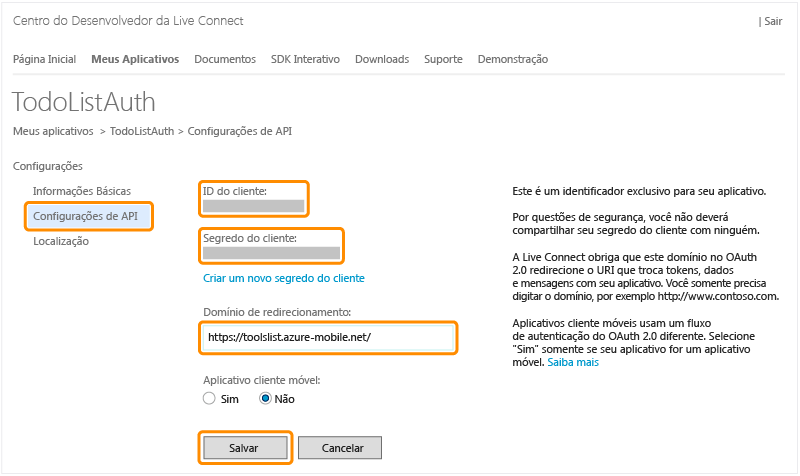 Centro do Desenvolvedor da Live Connect
| Sair
Página Inicial Meus Aplicativos Documentos SDK Interativo Downloads Suporte Demonstração
TodoListAuth
Meus aplicativos > TodoListAuth > Configurações de API
Configurações
Informações Básicas
Configurações de API
Localização
ID do cliente:
Segredo do cliente:
Criar um novo segredo do cliente
Domínio de redirecionamento:
https://toolslist.azure-mobile.net/
Aplicativo cliente móvel:
Sim Não
Salvar Cancelar
Este é um identificador exclusivo para seu aplicativo.
Por questões de segurança, você não deverá
compartilhar seu segredo do cliente com ninguém.
A Live Connect obriga que este domínio no OAuth
2.0 redirecione o URI que troca tokens, dados
e mensagens com seu aplicativo. Você somente precisa
digitar o domínio, por exemplo http://www.contoso.com.
Aplicativos cliente móveis usam um fluxo
de autenticação do OAuth 2.0 diferente. Selecione
"Sim" somente se seu aplicativo for um aplicativo
móvel. Saiba mais